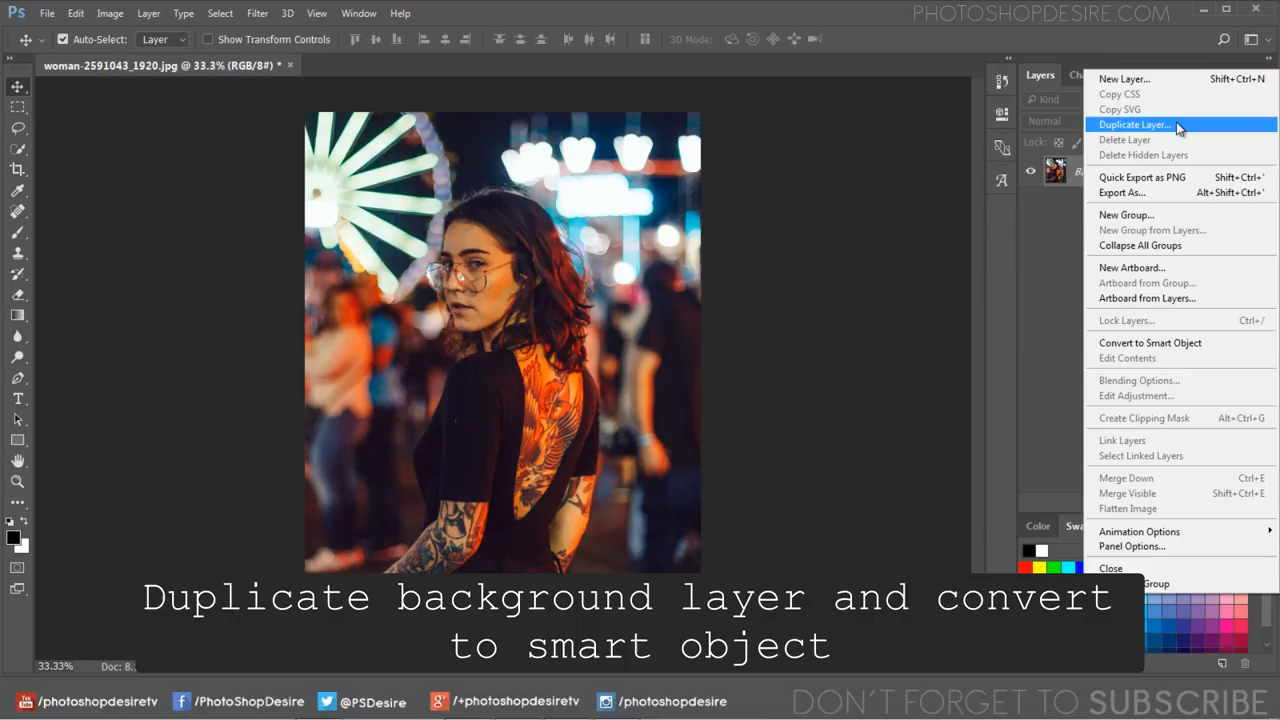 Ps File Edit Image Layer Type Select Filter 3D View Window Help
PHOTOSHOPDESIRE.COM
Auto-Select: Layer Show Transform Controls 3D Mode:
woman-2591043_1920.jpg @ 33.3% (RGB/8#) * ×
Layers
Kind
Normal
Lock:
New Layer... Shift+Ctrl+N
Copy CSS
Copy SVG
Duplicate Layer...
Delete Layer
Delete Hidden Layers
Quick Export as PNG Shift+Ctrl+'
Export As... Alt+Shift+Ctrl+'
New Group...
New Group from Layers...
Collapse All Groups
New Artboard...
Artboard from Group...
Artboard from Layers...
Lock Layers... Ctrl+/
Convert to Smart Object
Edit Contents
Blending Options...
Edit Adjustment...
Create Clipping Mask Alt+Ctrl+G
Link Layers
Select Linked Layers
Merge Down Ctrl+E
Merge Visible Shift+Ctrl+E
Flatten Image
Animation Options
Panel Options...
Close
Group
Color
Duplicate background layer and convert
to smart object
33.33% Doc: 8.
You Tube /photoshopdesiretv /PhotoShopDesire @PSDesire /+photoshopdesiretv /photoshopdesire
DON'T FORGET TO SUBSCRIBE